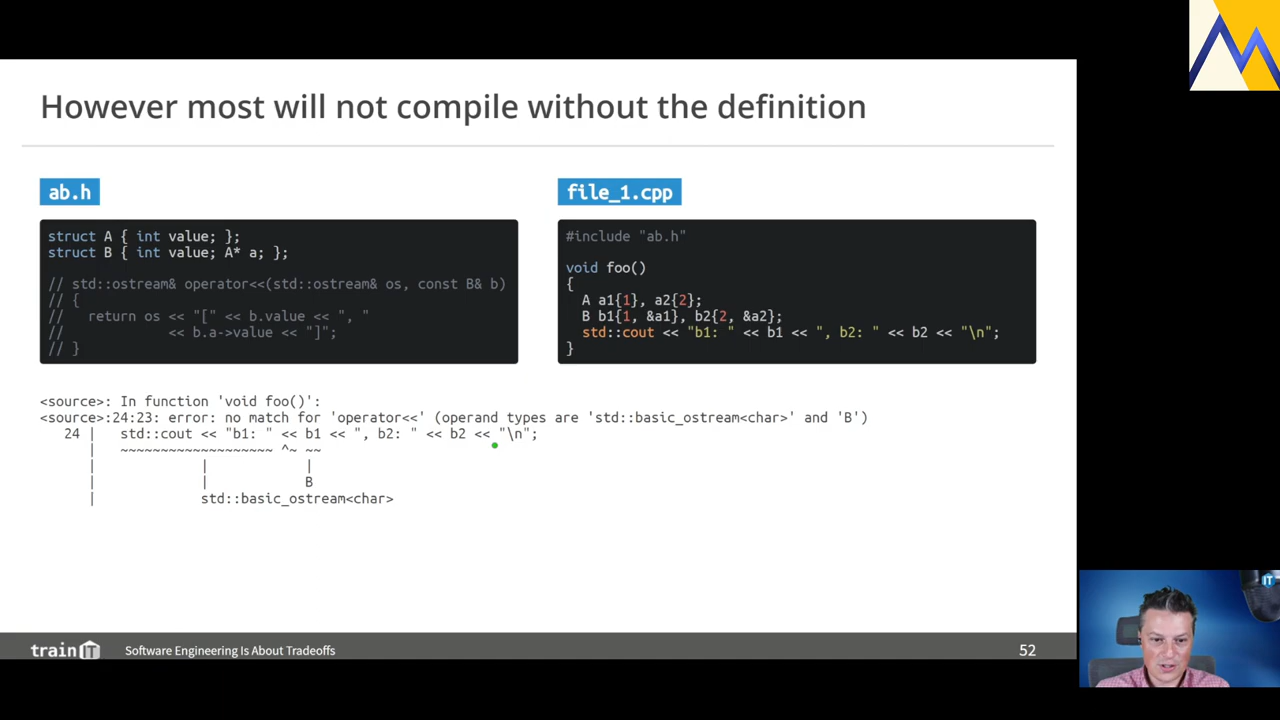 However most will not compile without the definition
ab.h
struct A { int value; };
struct B { int value; A* a; };
// std::ostream& operator<<(std::ostream& os, const B& b)
// {
//   return os << "[" << b.value << ", "
//             << b.a->value << "]";
// }
file_1.cpp
#include "ab.h"
void foo()
{
  A a1{1}, a2{2};
  B b1{1, &a1}, b2{2, &a2};
  std::cout << "b1: " << b1 << ", b2: " << b2 << "\n";
}
<source>: In function 'void foo()':
<source>:24:23: error: no match for 'operator<<' (operand types are 'std::basic_ostream<char>' and 'B')
   24 |   std::cout << "b1: " << b1 << ", b2: " << b2 << "\n";
      |   ~~~~~~~~~~~~~~~~~~~ ^~ ~~
      |             |            |
      |             |            B
      |             std::basic_ostream<char>
train IT
Software Engineering Is About Tradeoffs
52
IT